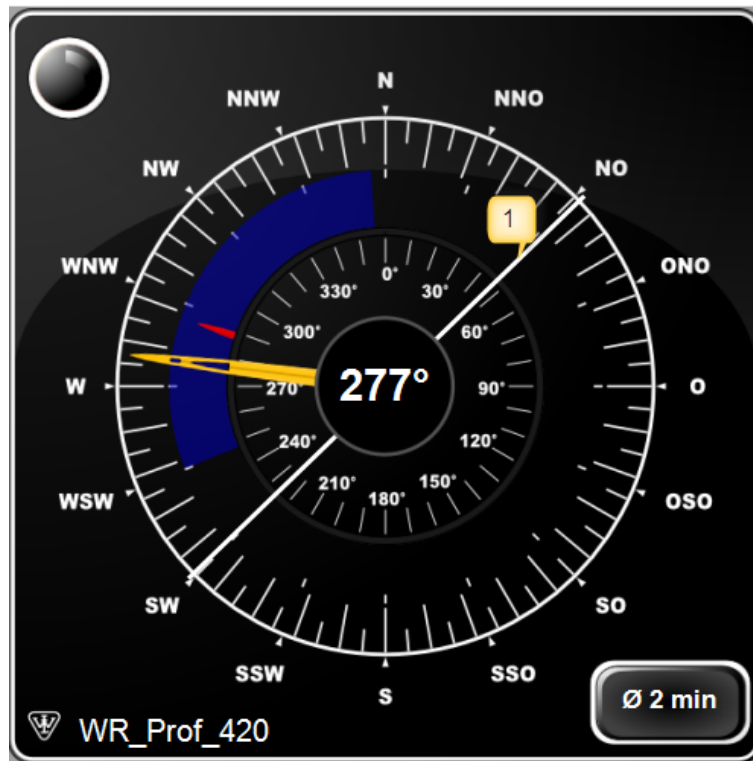 N
NNW
NNO
NW
NO
1
WNW
ONO
0°
330°
30°
300°
60°
W
270°
277°
90°
O
240°
120°
210°
150°
180°
WSW
OSO
SW
SO
SSW
SSO
S
Ø 2 min
WR_Prof_420